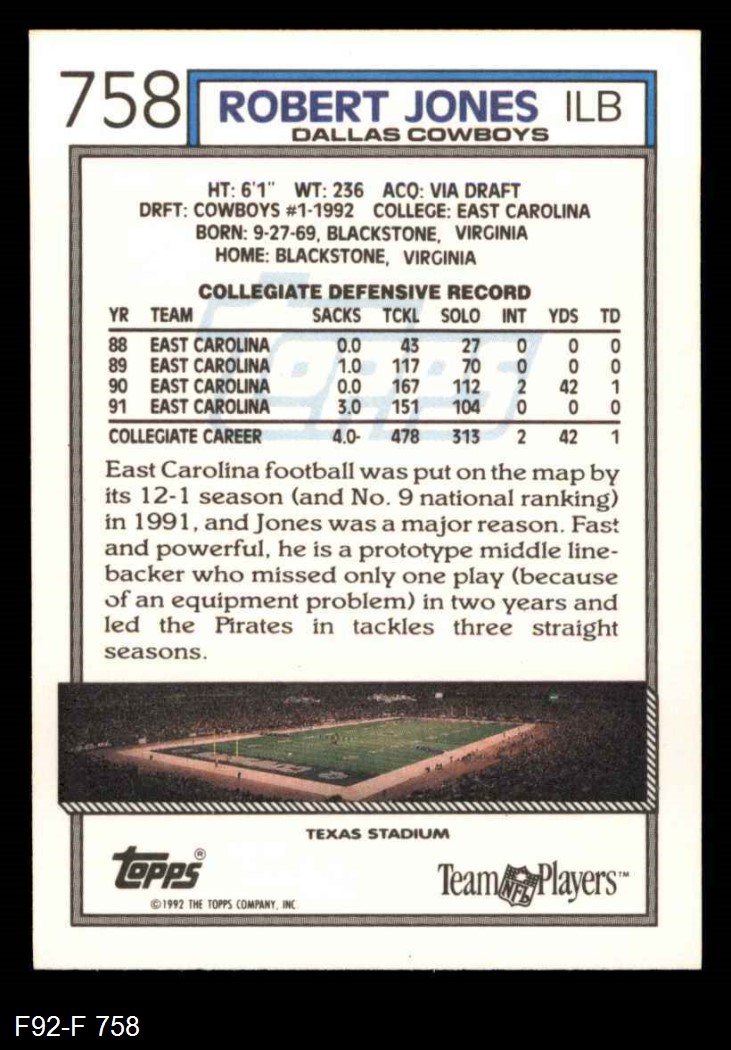 758 ROBERT JONES ILB
DALLAS COWBOYS
HT: 6'1" WT: 236 ACQ: VIA DRAFT
DRFT: COWBOYS #1-1992 COLLEGE: EAST CAROLINA
BORN: 9-27-69, BLACKSTONE, VIRGINIA
HOME: BLACKSTONE, VIRGINIA
COLLEGIATE DEFENSIVE RECORD
YR TEAM SACKS TCKL SOLO INT YDS TD
88 EAST CAROLINA 0.0 43 27 0 0 0
89 EAST CAROLINA 1.0 117 70 0 0 0
90 EAST CAROLINA 0.0 167 112 2 42 1
91 EAST CAROLINA 3.0 151 104 0 0 0
COLLEGIATE CAREER 4.0- 478 313 2 42 1
Topps
East Carolina football was put on the map by
its 12-1 season (and No. 9 national ranking)
in 1991, and Jones was a major reason. Fast
and powerful, he is a prototype middle line-
backer who missed only one play (because
of an equipment problem) in two years and
led the Pirates in tackles three straight
seasons.
TEXAS STADIUM
Topps®
©1992 THE TOPPS COMPANY, INC
Team NFL Players™
F92-F 758